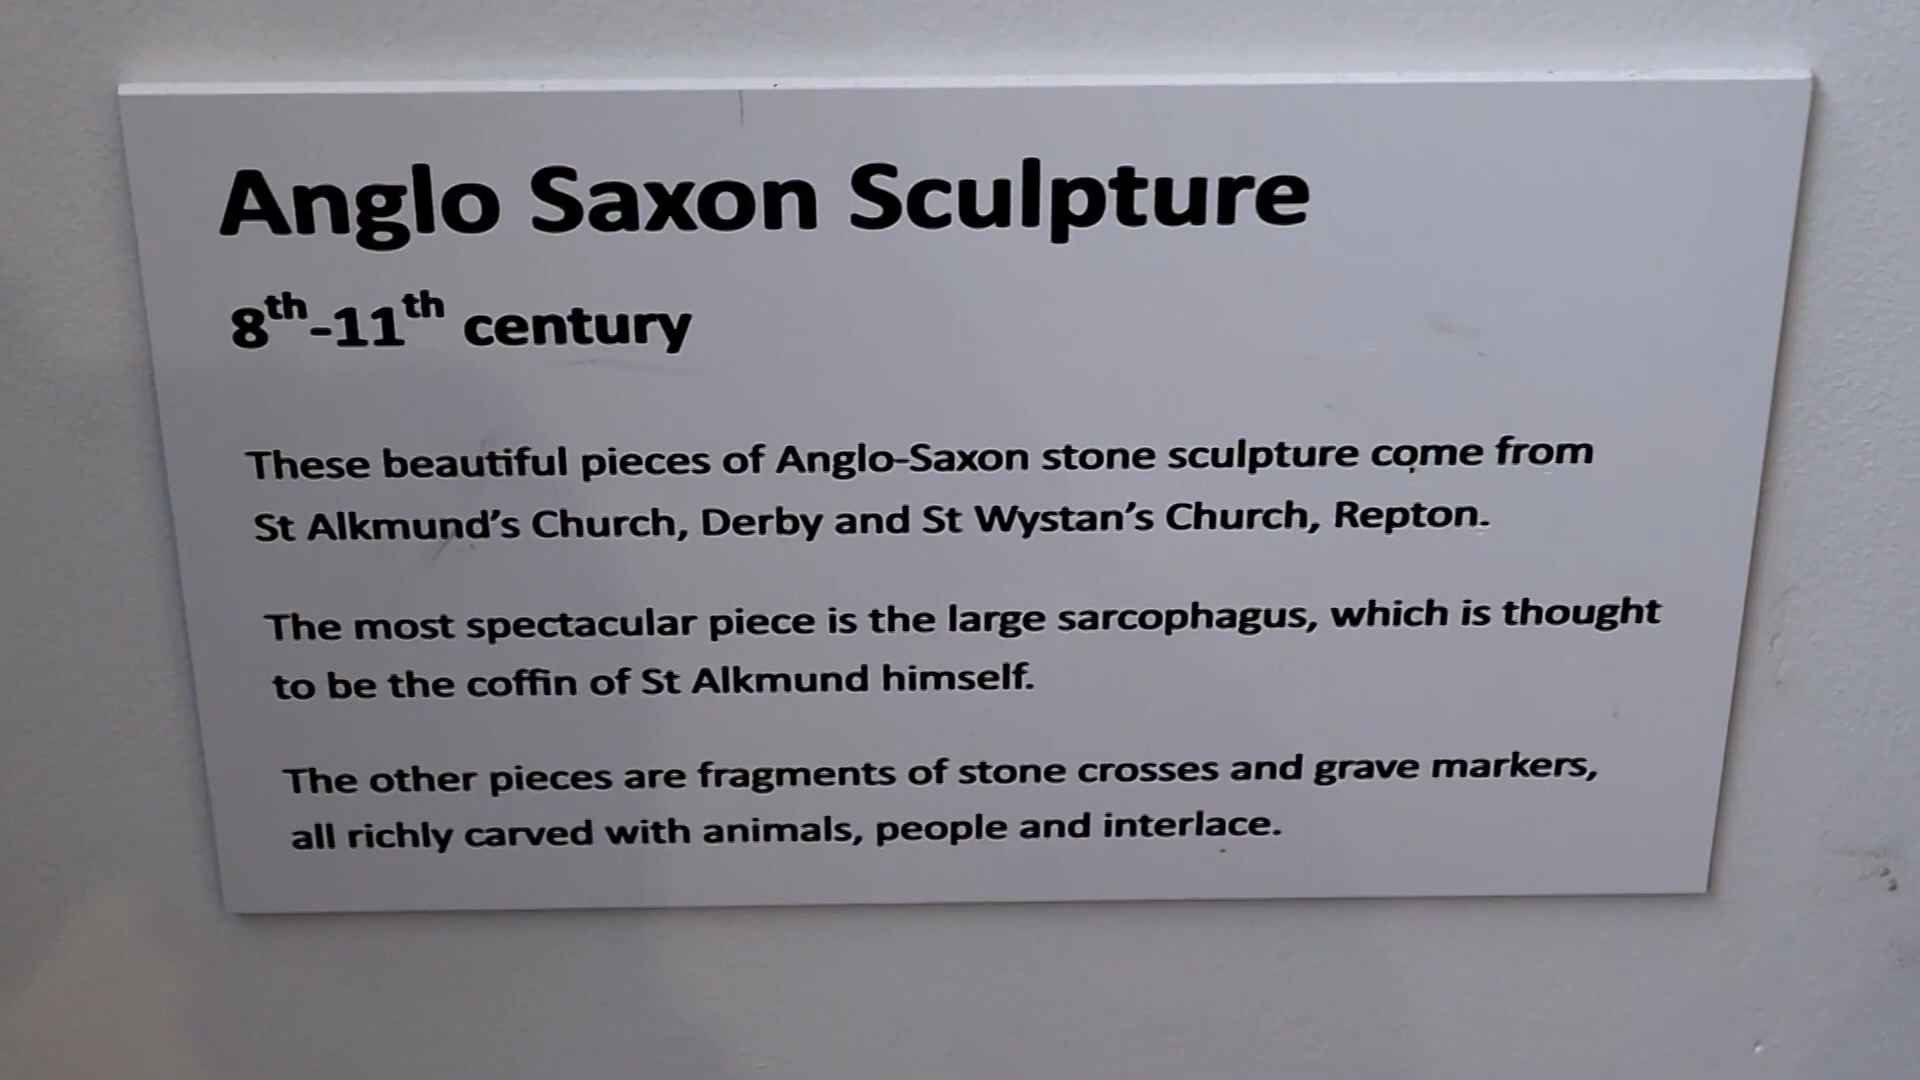 Anglo Saxon Sculpture
8th-11th century
These beautiful pieces of Anglo-Saxon stone sculpture come from
St Alkmund’s Church, Derby and St Wystan’s Church, Repton.
The most spectacular piece is the large sarcophagus, which is thought
to be the coffin of St Alkmund himself.
The other pieces are fragments of stone crosses and grave markers,
all richly carved with animals, people and interlace.